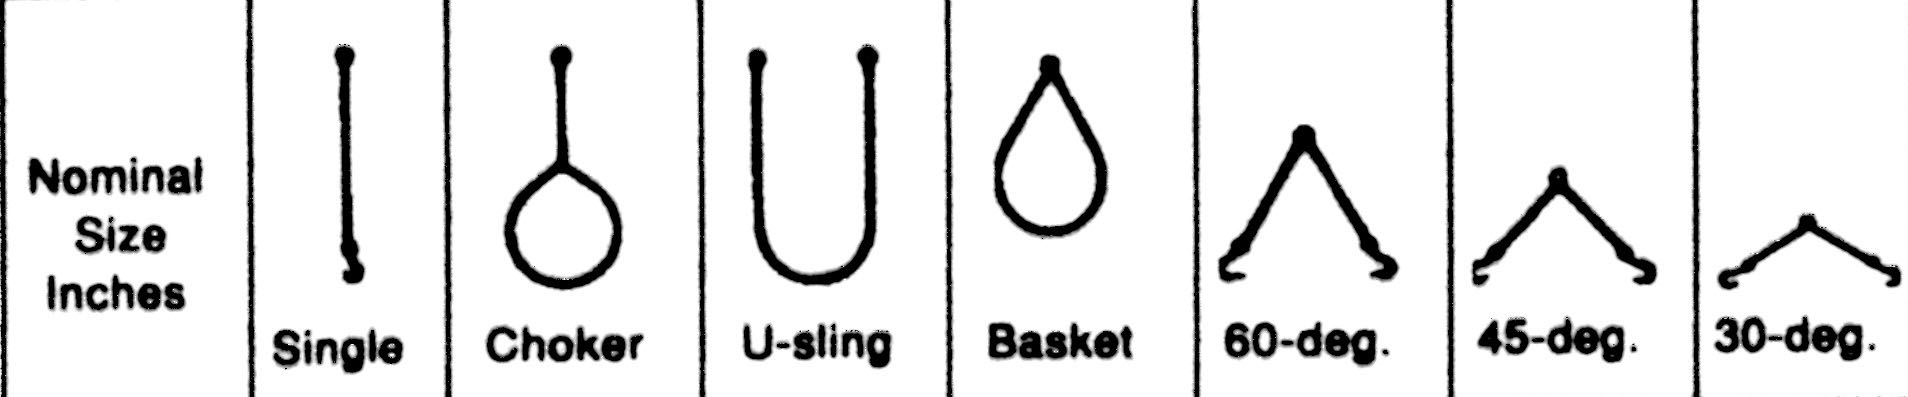 Nominal
Size
Inches
Single
Choker
U-sling
Basket
60-deg.
45-deg.
30-deg.